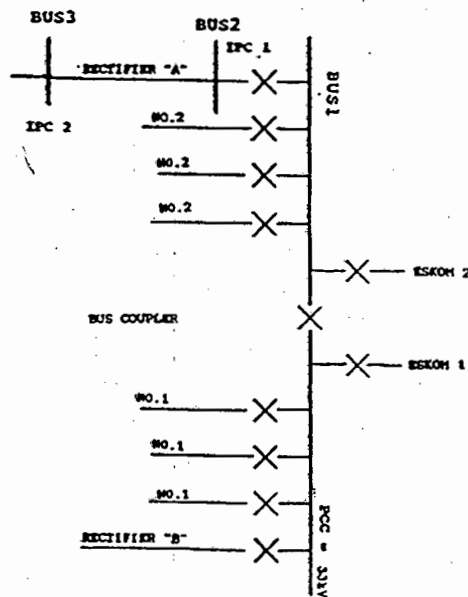 BUS3
BUS2
IPC 1
RECTIFIER "A"
BUS1
IPC 2
NO.2
NO.2
NO.2
ESKOM 2
BUS COUPLER
ESKOM 1
NO.1
NO.1
NO.1
PCC = 33kV
RECTIFIER "B"